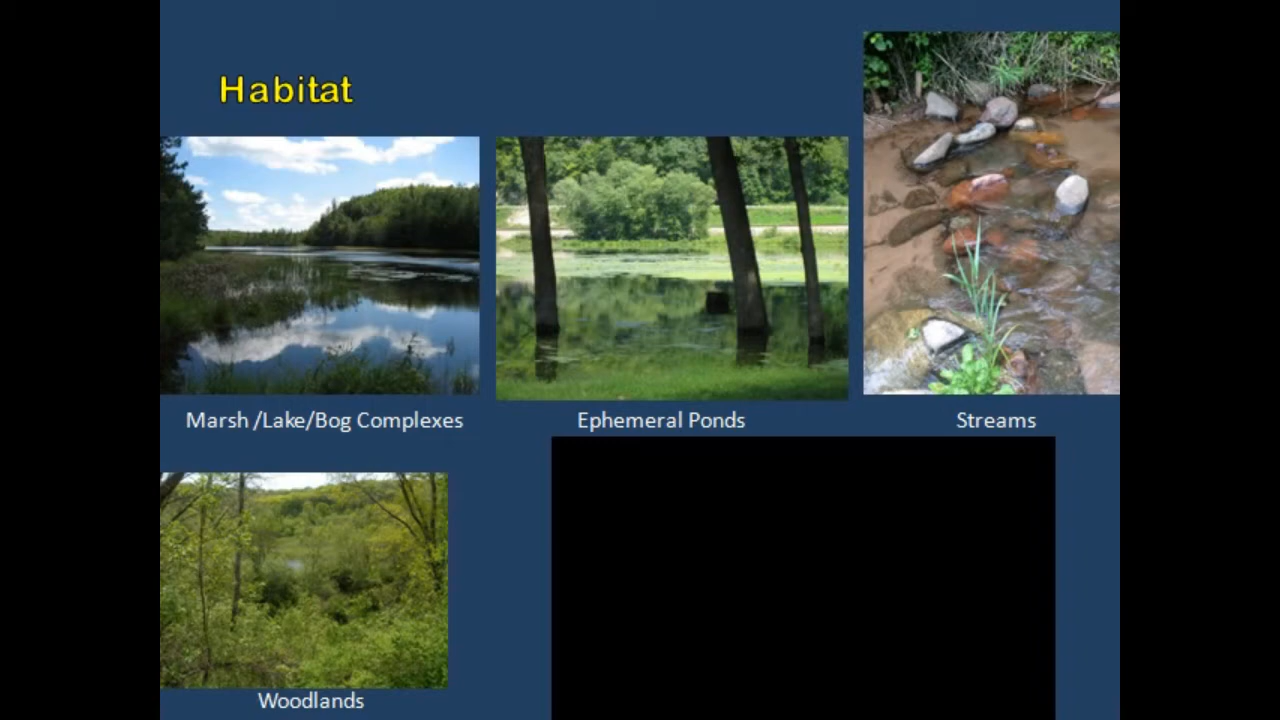 Habitat
Marsh /Lake/Bog Complexes
Ephemeral Ponds
Streams
Woodlands